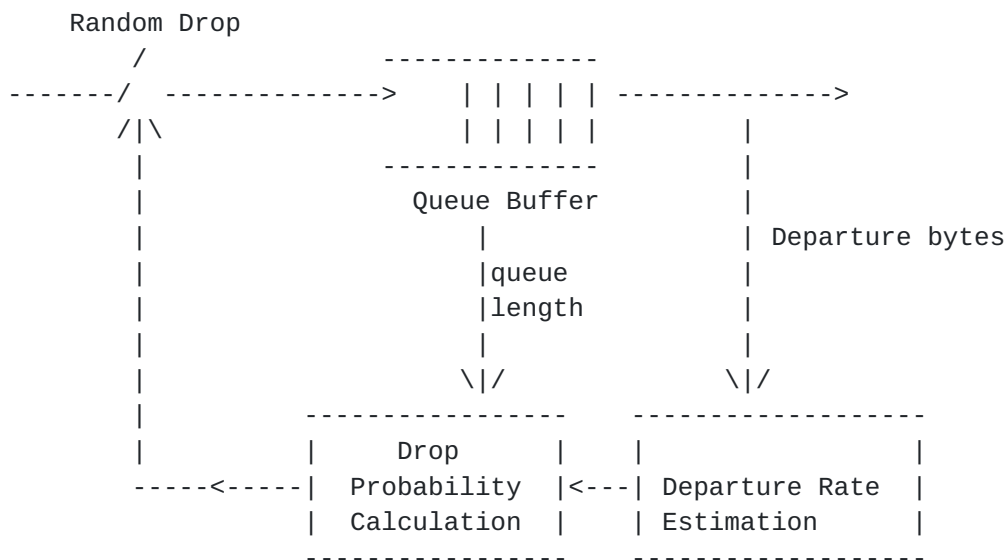 Random Drop
Queue Buffer
Departure bytes
queue
length
Drop
Probability
Calculation
Departure Rate
Estimation